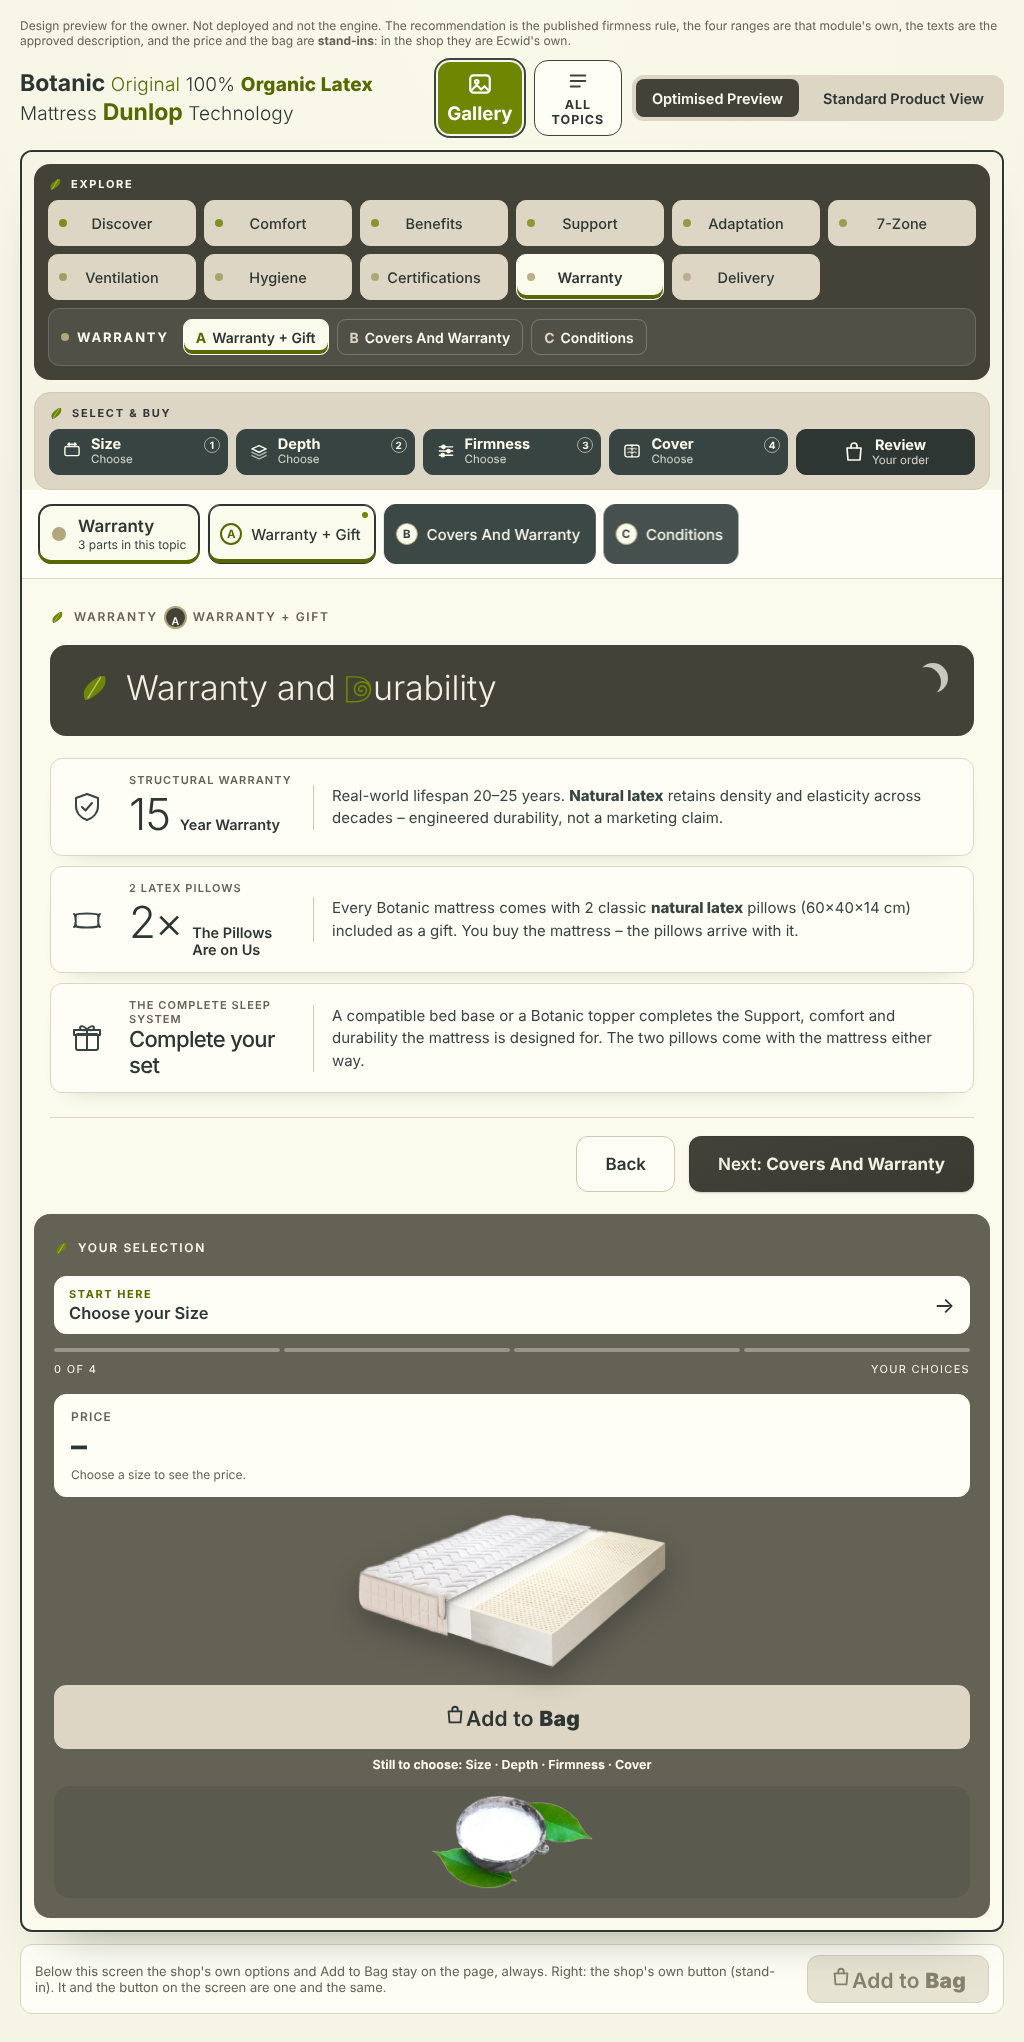 Design preview for the owner. Not deployed and not the engine. The recommendation is the published firmness rule, the four ranges are that module's own, the texts are the
approved description, and the price and the bag are stand-ins: in the shop they are Ecwid's own.
Botanic Original 100% Organic Latex
Mattress Dunlop Technology
Gallery
ALL
TOPICS
Optimised Preview
Standard Product View
EXPLORE
Discover
Comfort
Benefits
Support
Adaptation
7-Zone
Ventilation
Hygiene
Certifications
Warranty
Delivery
WARRANTY
A Warranty + Gift
B Covers And Warranty
C Conditions
SELECT & BUY
Size
Choose
1
Depth
Choose
2
Firmness
Choose
3
Cover
Choose
4
Review
Your order
Warranty
3 parts in this topic
A Warranty + Gift
B Covers And Warranty
C Conditions
WARRANTY A WARRANTY + GIFT
Warranty and Durability
STRUCTURAL WARRANTY
15 Year Warranty
Real-world lifespan 20–25 years. Natural latex retains density and elasticity across
decades – engineered durability, not a marketing claim.
2 LATEX PILLOWS
2× The Pillows
Are on Us
Every Botanic mattress comes with 2 classic natural latex pillows (60×40×14 cm)
included as a gift. You buy the mattress – the pillows arrive with it.
THE COMPLETE SLEEP
SYSTEM
Complete your
set
A compatible bed base or a Botanic topper completes the Support, comfort and
durability the mattress is designed for. The two pillows come with the mattress either
way.
Back
Next: Covers And Warranty
YOUR SELECTION
START HERE
Choose your Size
0 OF 4
YOUR CHOICES
PRICE
–
Choose a size to see the price.
Add to Bag
Still to choose: Size · Depth · Firmness · Cover
Below this screen the shop's own options and Add to Bag stay on the page, always. Right: the shop's own button (stand-
in). It and the button on the screen are one and the same.
Add to Bag